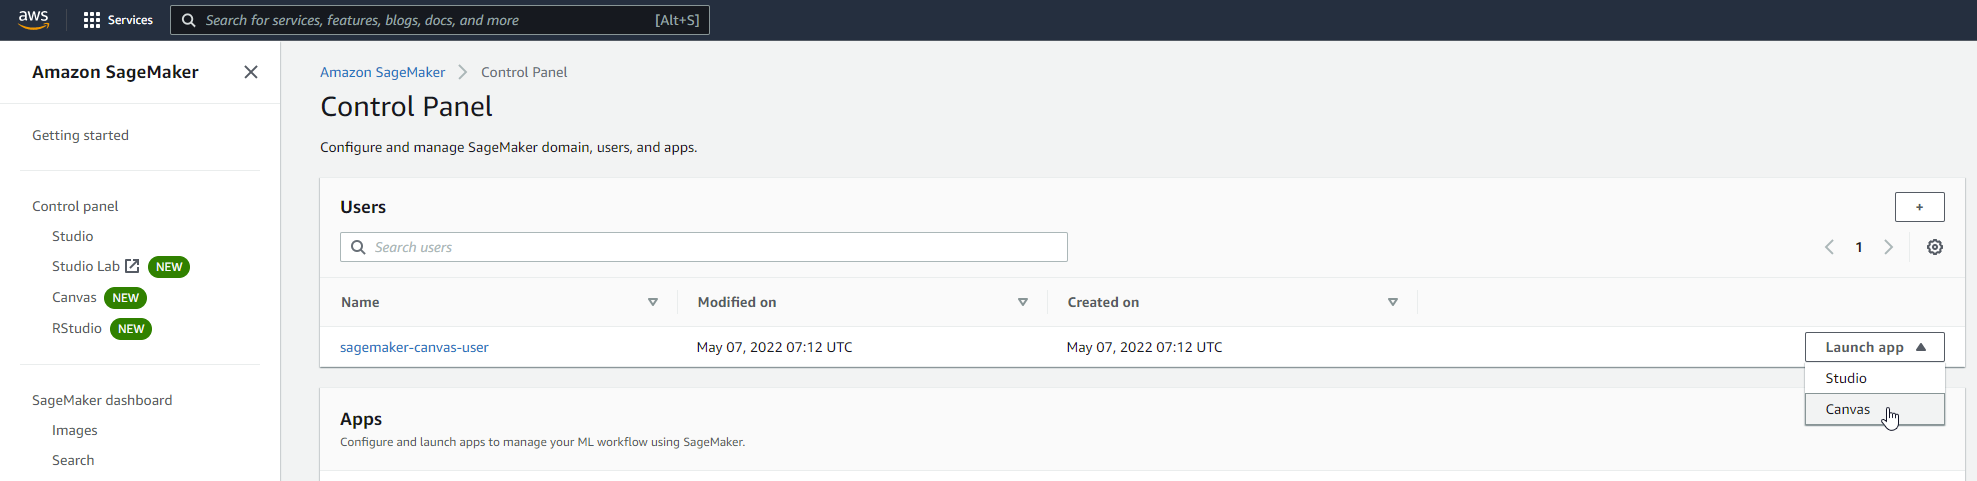 aws Services Search for services, features, blogs, docs, and more [Alt+S]
Amazon SageMaker
Getting started
Control panel
Studio
Studio Lab NEW
Canvas NEW
RStudio NEW
SageMaker dashboard
Images
Search
Amazon SageMaker Control Panel
Control Panel
Configure and manage SageMaker domain, users, and apps.
Users +
Search users 1
Name Modified on Created on
sagemaker-canvas-user May 07, 2022 07:12 UTC May 07, 2022 07:12 UTC Launch app
Studio
Canvas
Apps
Configure and launch apps to manage your ML workflow using SageMaker.